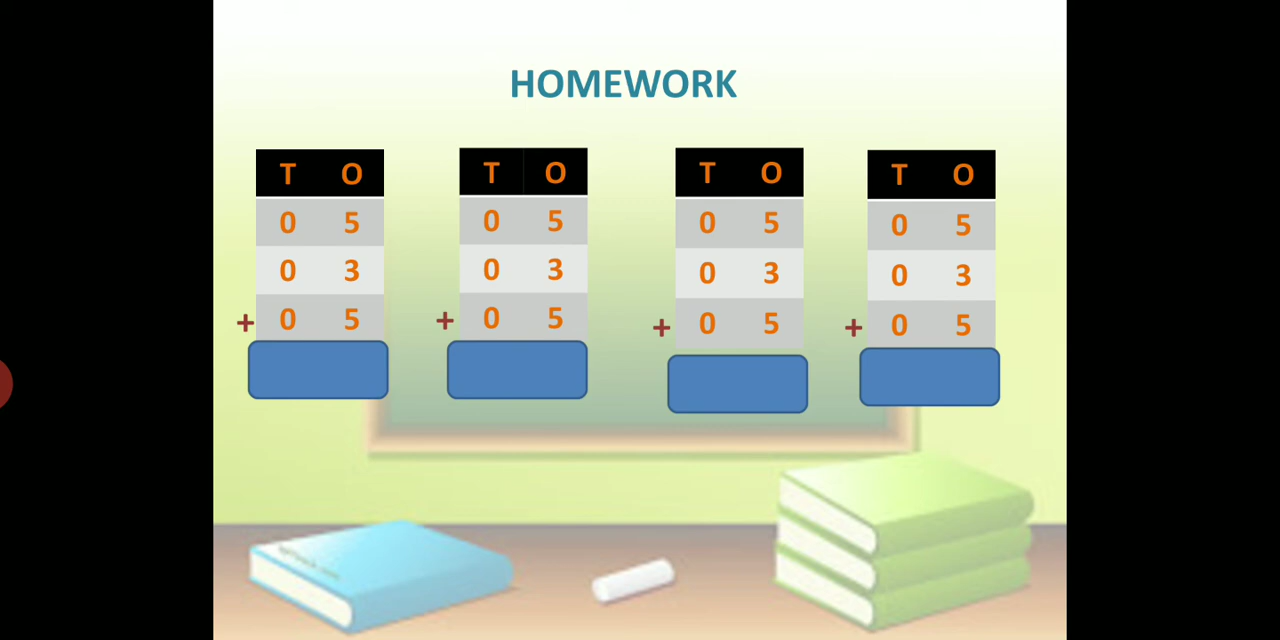 HOMEWORK
T O T O T O T O
0 5 0 5 0 5 0 5
0 3 0 3 0 3 0 3
+ 0 5 + 0 5 + 0 5 + 0 5